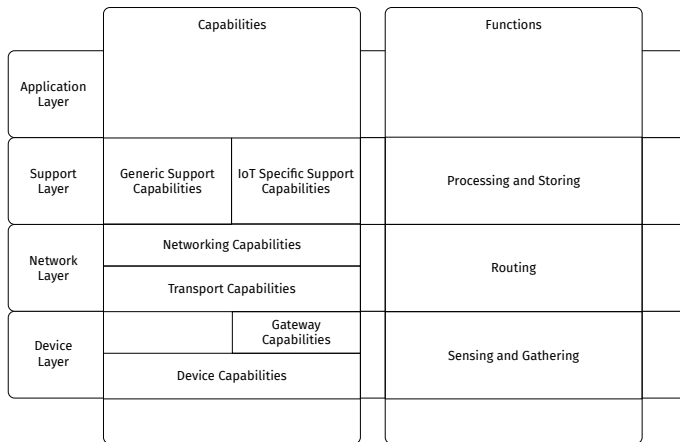 Capabilities
Functions
Application
Layer
Support
Layer
Generic Support
Capabilities
IoT Specific Support
Capabilities
Processing and Storing
Network
Layer
Networking Capabilities
Transport Capabilities
Routing
Device
Layer
Gateway
Capabilities
Device Capabilities
Sensing and Gathering